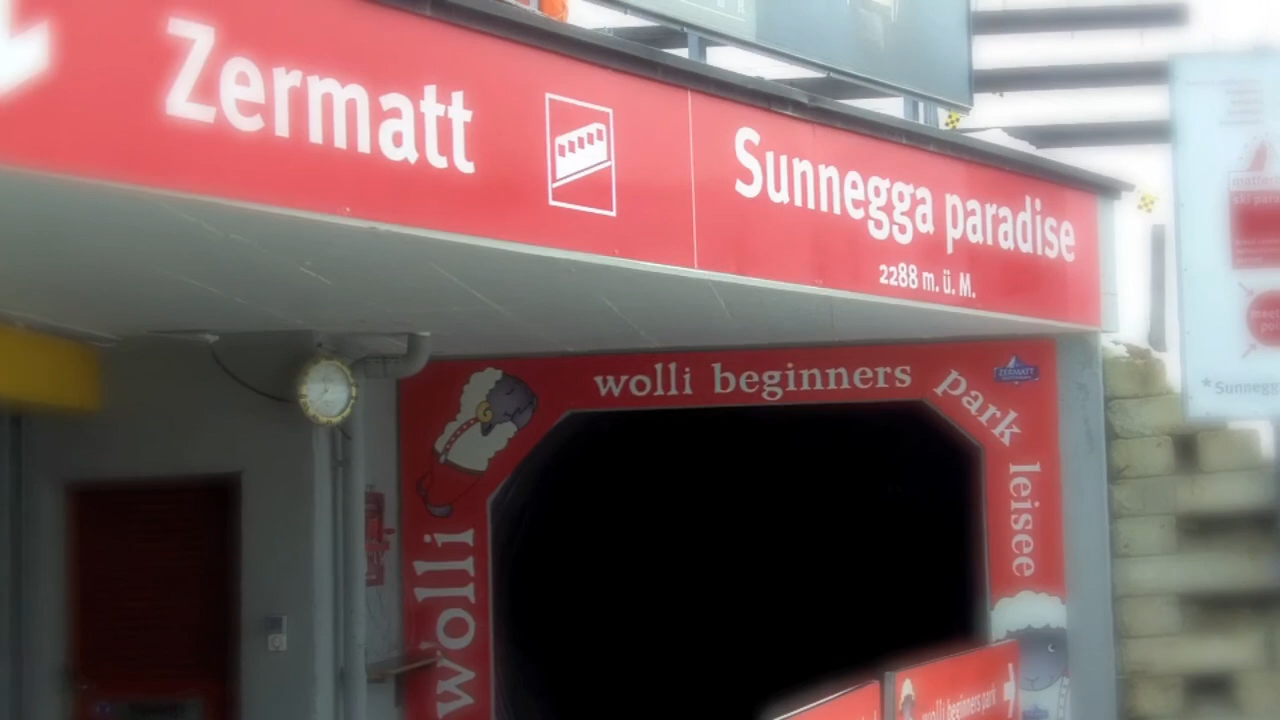 Zermatt
Sunnegga paradise
2288 m. ü. M.
wolli beginners park leisee
ZERMATT
wolli
wolli beginners park
*Sunnegg